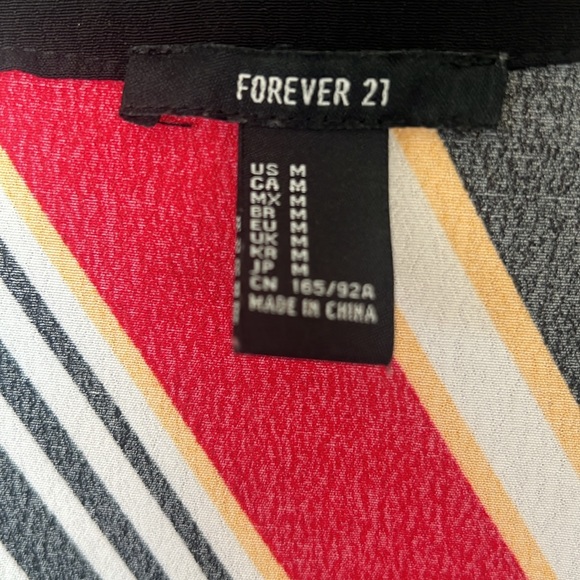 FOREVER 21
US M
CA M
MX M
BR M
EU M
UK M
KR M
JP M
CN 165/92A
MADE IN CHINA